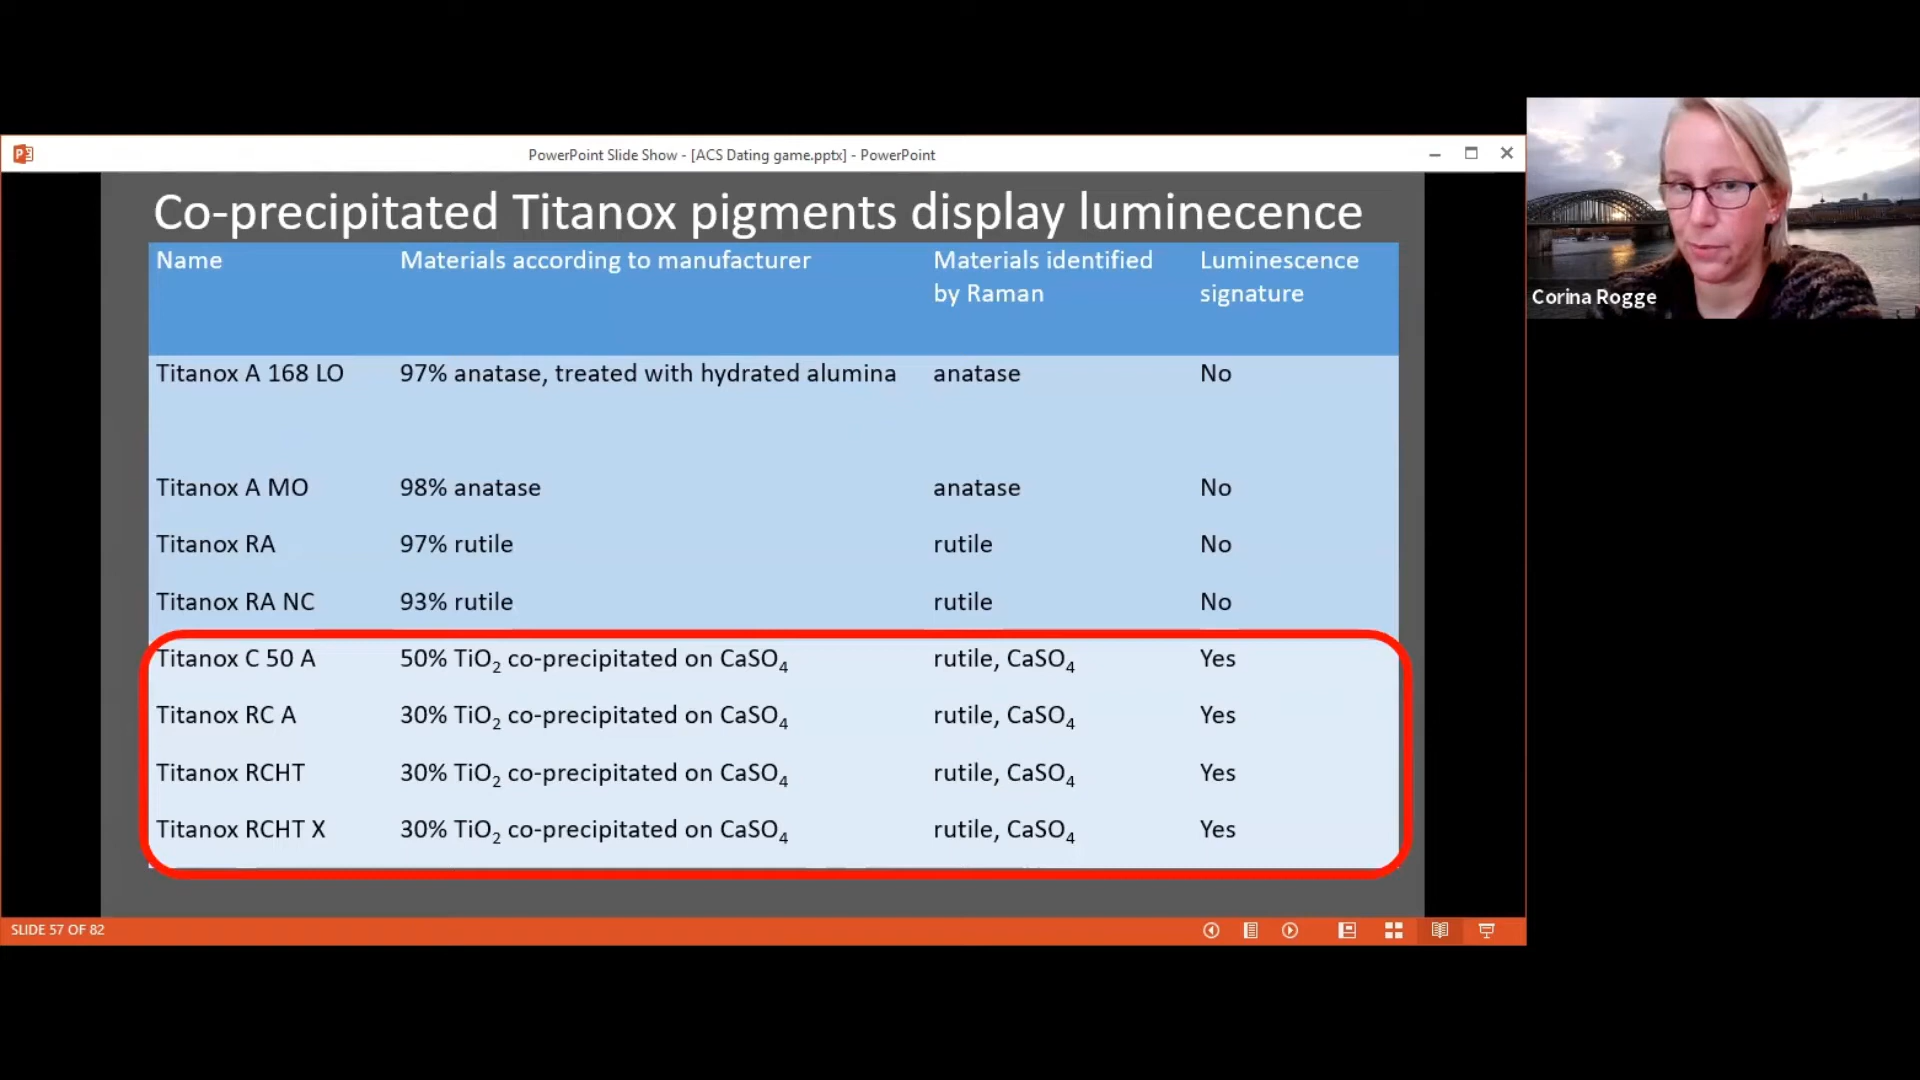 PowerPoint Slide Show - [ACS Dating game.pptx] - PowerPoint
Co-precipitated Titanox pigments display luminecence
Name Materials according to manufacturer Materials identified by Raman Luminescence signature
Titanox A 168 LO 97% anatase, treated with hydrated alumina anatase No
Titanox A MO 98% anatase anatase No
Titanox RA 97% rutile rutile No
Titanox RA NC 93% rutile rutile No
Titanox C 50 A 50% TiO₂ co-precipitated on CaSO₄ rutile, CaSO₄ Yes
Titanox RC A 30% TiO₂ co-precipitated on CaSO₄ rutile, CaSO₄ Yes
Titanox RCHT 30% TiO₂ co-precipitated on CaSO₄ rutile, CaSO₄ Yes
Titanox RCHT X 30% TiO₂ co-precipitated on CaSO₄ rutile, CaSO₄ Yes
SLIDE 57 OF 82
Corina Rogge